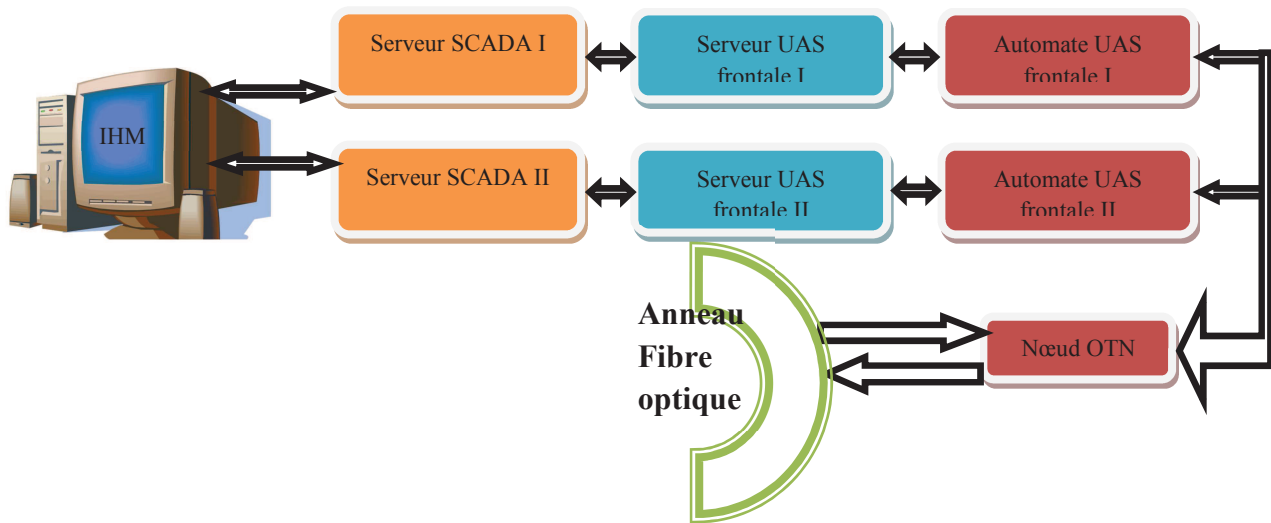 IHM
Serveur SCADA I
Serveur UAS
frontale I
Automate UAS
frontale I
Serveur SCADA II
Serveur UAS
frontale II
Automate UAS
frontale II
Anneau
Fibre
optique
Nœud OTN